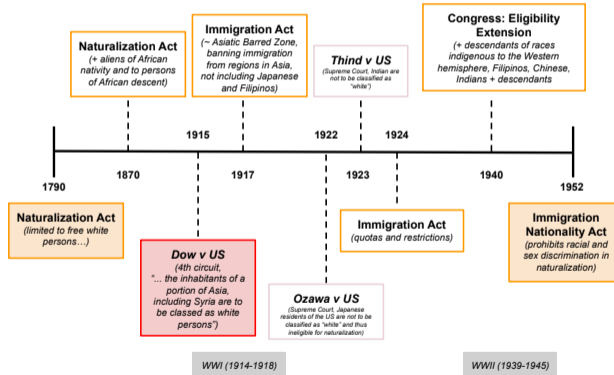 Naturalization Act
(+ aliens of African
nativity and to persons
of African descent)
Immigration Act
(~ Asiatic Barred Zone,
banning immigration
from regions in Asia,
not including Japanese
and Filipinos)
Thind v US
(Supreme Court, Indian are
not to be classified as
"white")
Congress: Eligibility
Extension
(+ descendants of races
indigenous to the Western
hemisphere, Filipinos, Chinese,
Indians + descendants
1915
1922
1924
1790
1870
1917
1923
1940
1952
Naturalization Act
(limited to free white
persons…)
Dow v US
(4th circuit,
"... the inhabitants of a
portion of Asia,
including Syria are to
be classed as white
persons")
Ozawa v US
(Supreme Court, Japanese
residents of the US are not to be
classified as "white" and thus
ineligible for naturalization)
Immigration Act
(quotas and restrictions)
Immigration
Nationality Act
(prohibits racial and
sex discrimination in
naturalization)
WWI (1914-1918)
WWII (1939-1945)